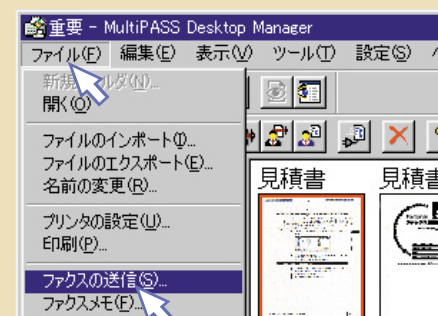 重要 - MultiPASS Desktop Manager
ファイル(F) 編集(E) 表示(V) ツール(T) 設定(S)
新規
開く(O)
ファイルのインポート(I)...
ファイルのエクスポート(E)...
名前の変更(R)...
プリンタの設定(U)...
印刷(P)...
ファクスの送信(S)...
ファクスメモ(F)...
見積書 見積書